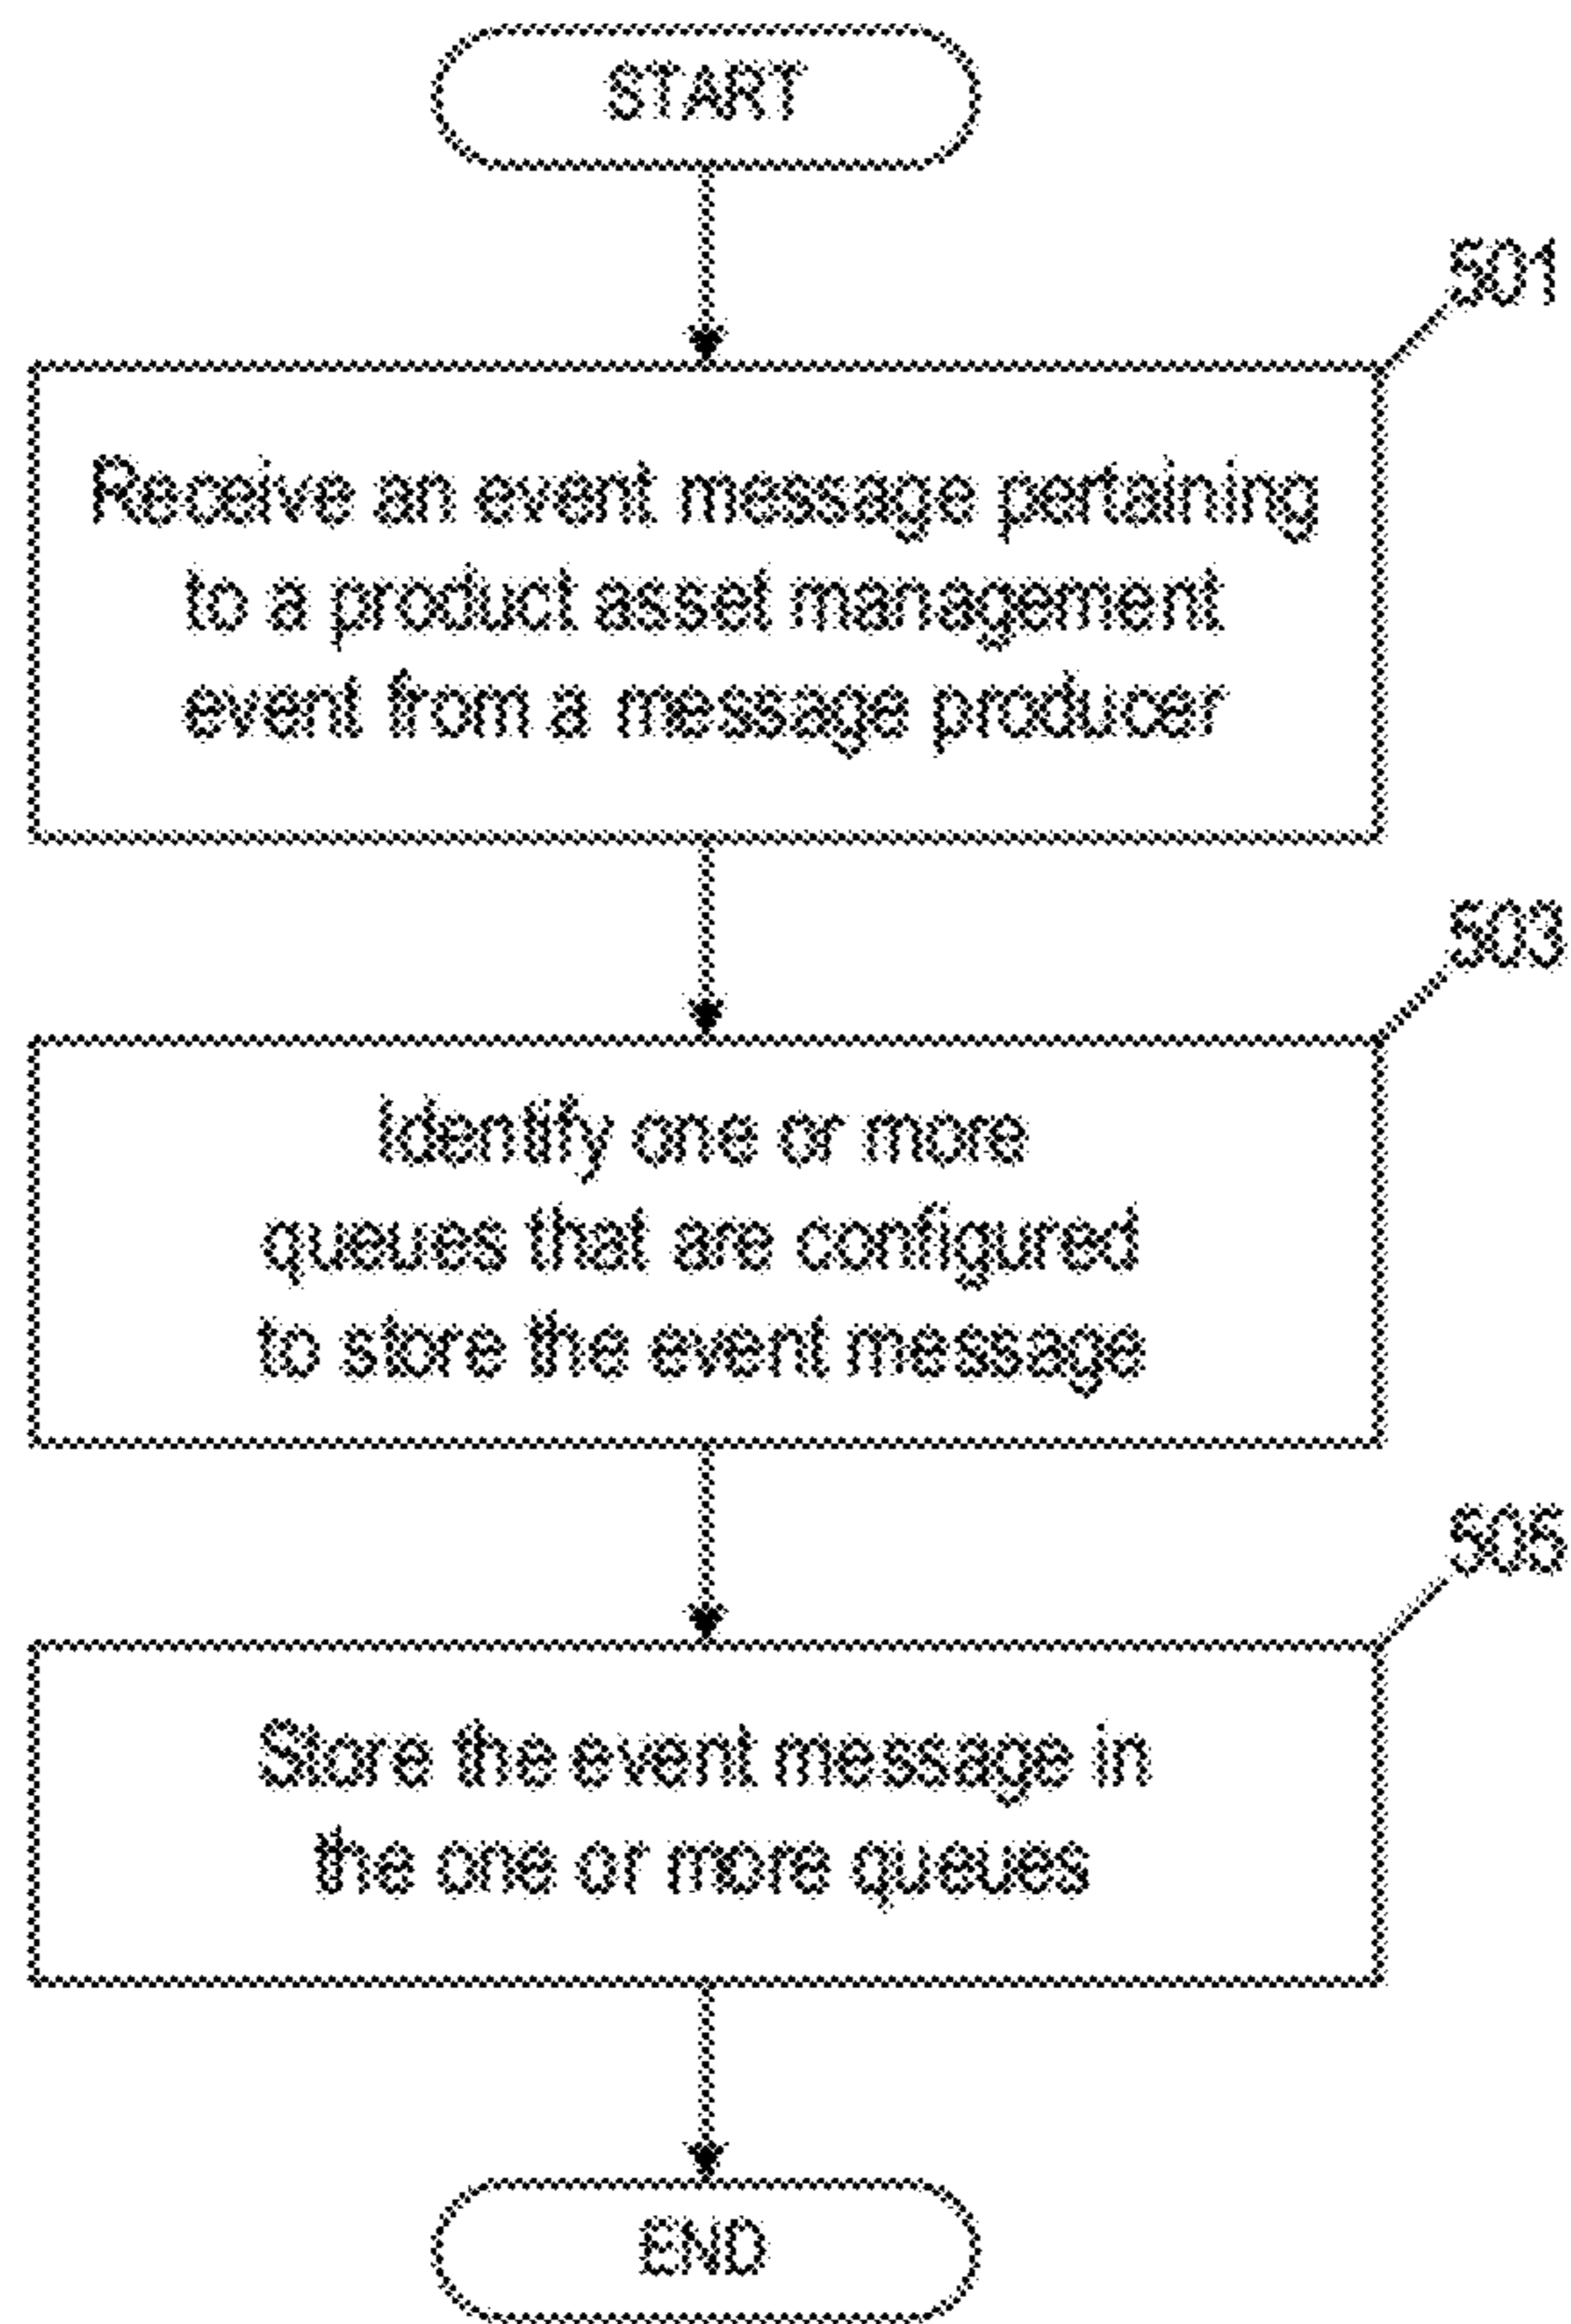 START
501
Receive an event message pertaining
to a product asset management
event from a message producer
503
Identify one or more
queues that are configured
to store the event message
505
Store the event message in
the one or more queues
END